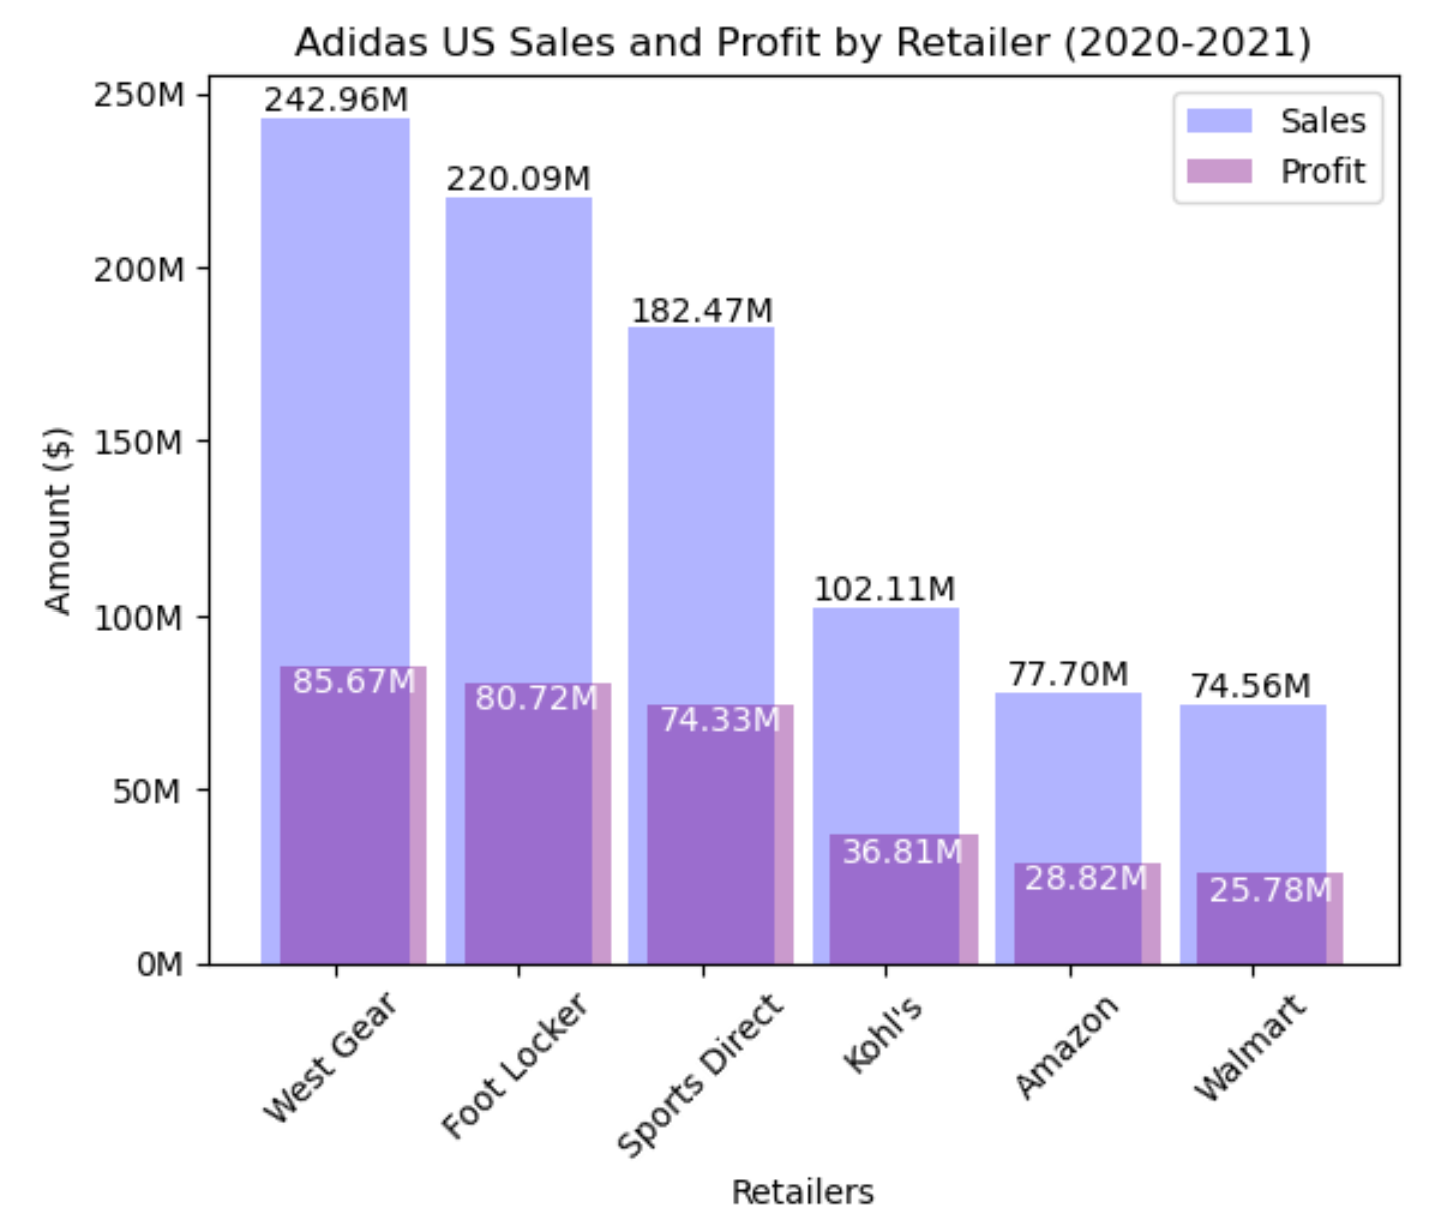 Adidas US Sales and Profit by Retailer (2020-2021)
250M
200M
150M
100M
50M
0M
Amount ($)
Sales
Profit
242.96M
220.09M
182.47M
102.11M
77.70M
74.56M
85.67M
80.72M
74.33M
36.81M
28.82M
25.78M
West Gear
Foot Locker
Sports Direct
Kohl's
Amazon
Walmart
Retailers